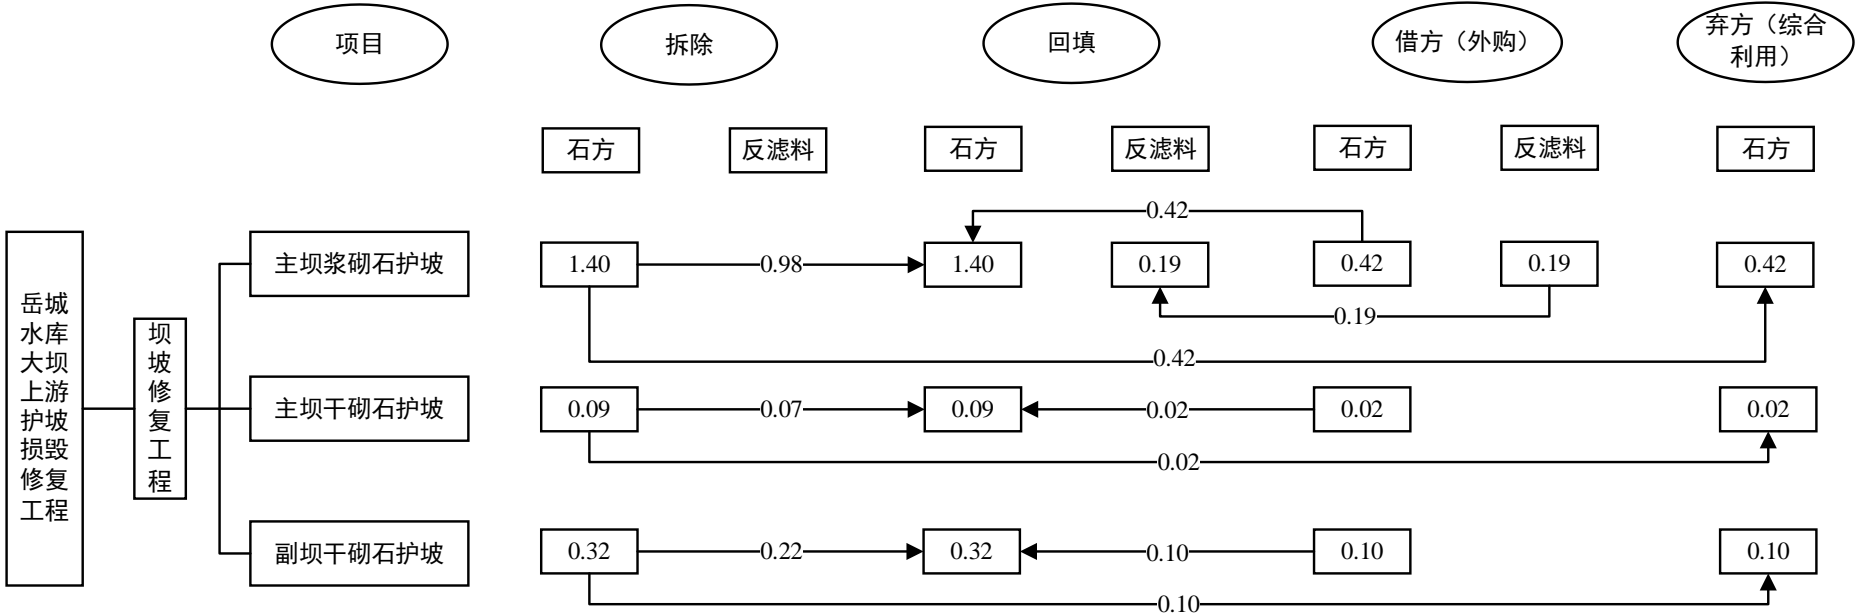 项目
拆除
回填
借方（外购）
弃方（综合
利用）
石方
反滤料
石方
反滤料
石方
反滤料
石方
岳城
水库
大坝
上游
护坡
损毁
修复
工程
坝
坡
修
复
工
程
主坝浆砌石护坡
1.40
0.98
1.40
0.42
0.19
0.42
0.19
0.19
0.42
0.42
主坝干砌石护坡
0.09
0.07
0.09
0.02
0.02
0.02
0.02
副坝干砌石护坡
0.32
0.22
0.32
0.10
0.10
0.10
0.10